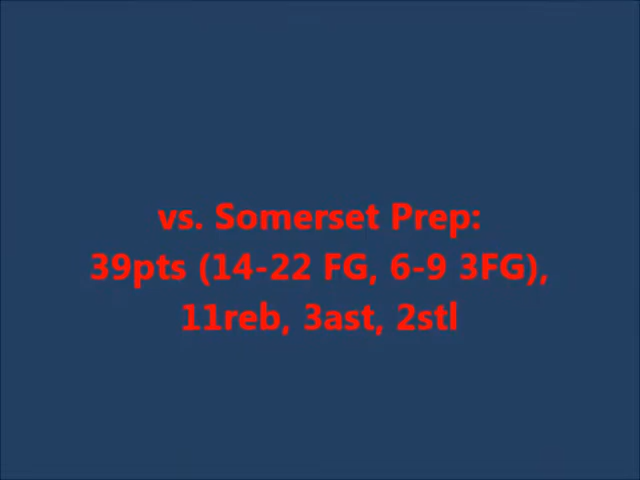 vs. Somerset Prep:
39pts (14-22 FG, 6-9 3FG),
11reb, 3ast, 2stl